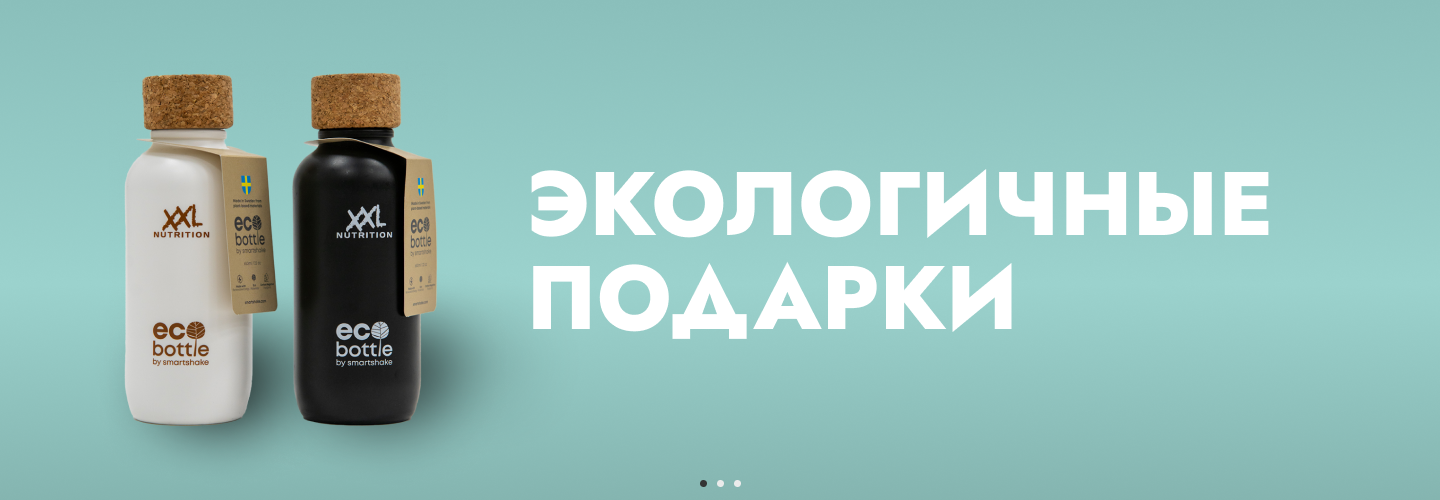 XXL
NUTRITION
eco
bottle
by smartshake
eco
bottle
by smartshake
XXL
NUTRITION
eco
bottle
by smartshake
eco
bottle
by smartshake
ЭКОЛОГИЧНЫЕ
ПОДАРКИ